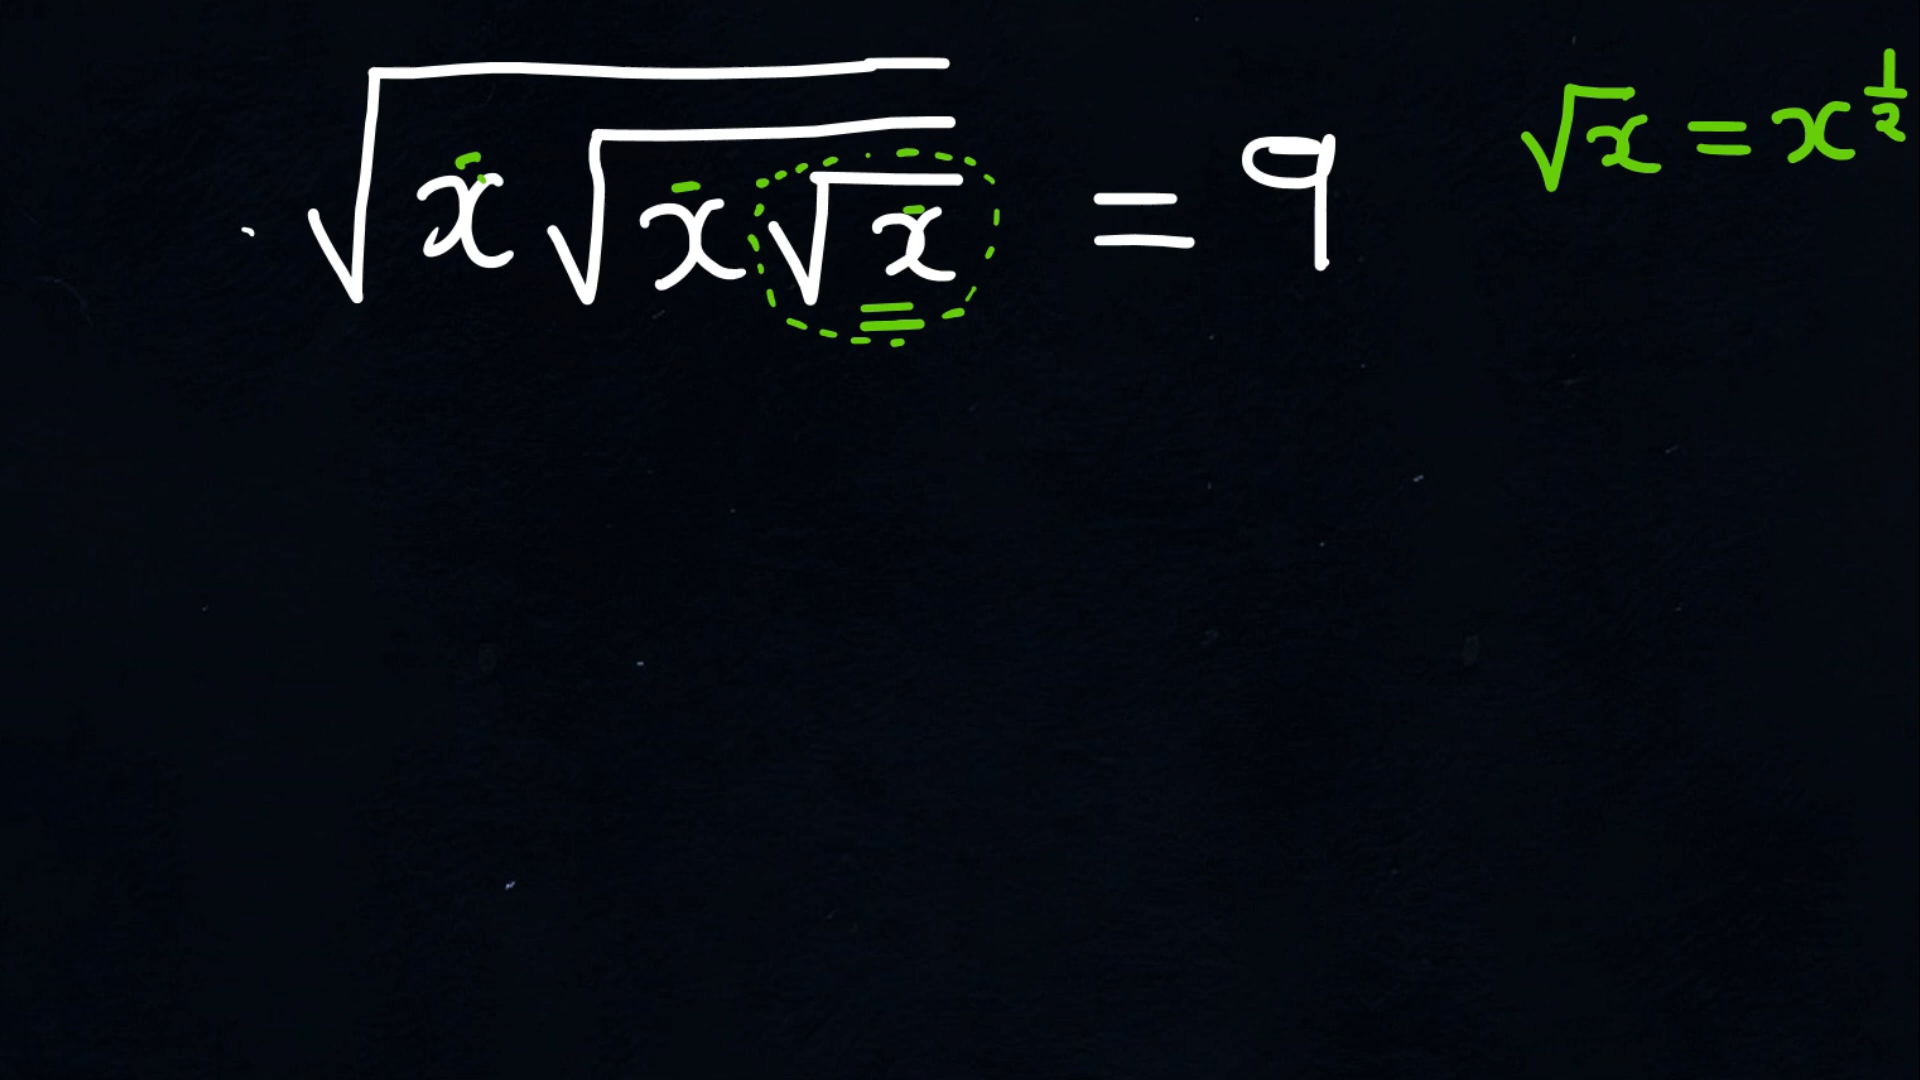 √(x√(x√x)) = 9
√x = x^(1/2)